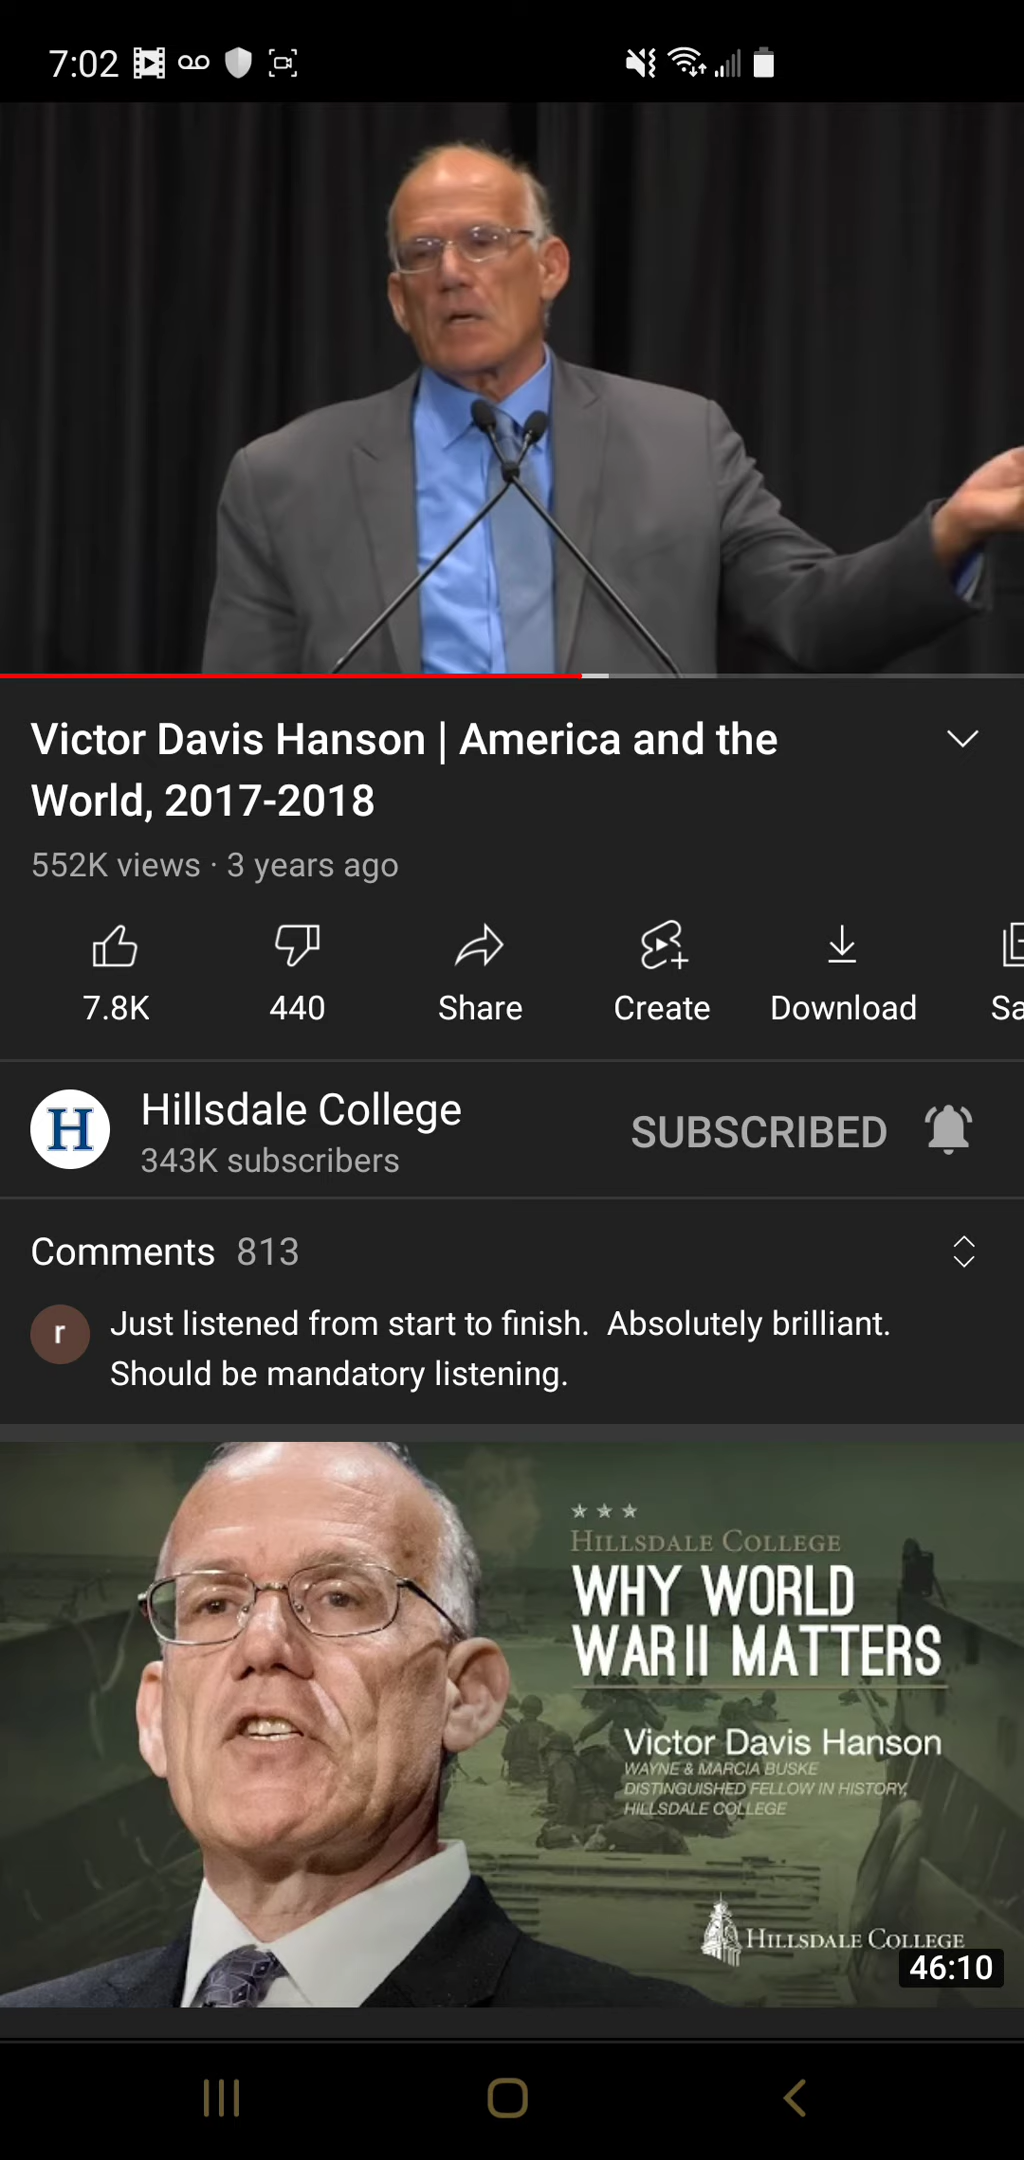 7:02
Victor Davis Hanson | America and the
World, 2017-2018
552K views · 3 years ago
7.8K
440
Share
Create
Download
Sa
H
Hillsdale College
343K subscribers
SUBSCRIBED
Comments 813
r
Just listened from start to finish.  Absolutely brilliant.
Should be mandatory listening.
HILLSDALE COLLEGE
WHY WORLD
WAR II MATTERS
Victor Davis Hanson
WAYNE & MARCIA BUSKE
DISTINGUISHED FELLOW IN HISTORY,
HILLSDALE COLLEGE
HILLSDALE COLLEGE
46:10